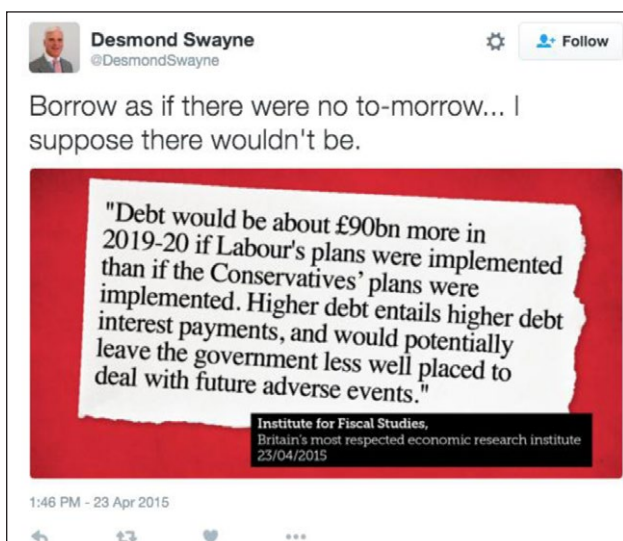 Desmond Swayne
@DesmondSwayne
Follow
Borrow as if there were no to-morrow... I
suppose there wouldn't be.
"Debt would be about £90bn more in
2019-20 if Labour's plans were implemented
than if the Conservatives' plans were
implemented. Higher debt entails higher debt
interest payments, and would potentially
leave the government less well placed to
deal with future adverse events."
Institute for Fiscal Studies,
Britain's most respected economic research institute
23/04/2015
1:46 PM - 23 Apr 2015